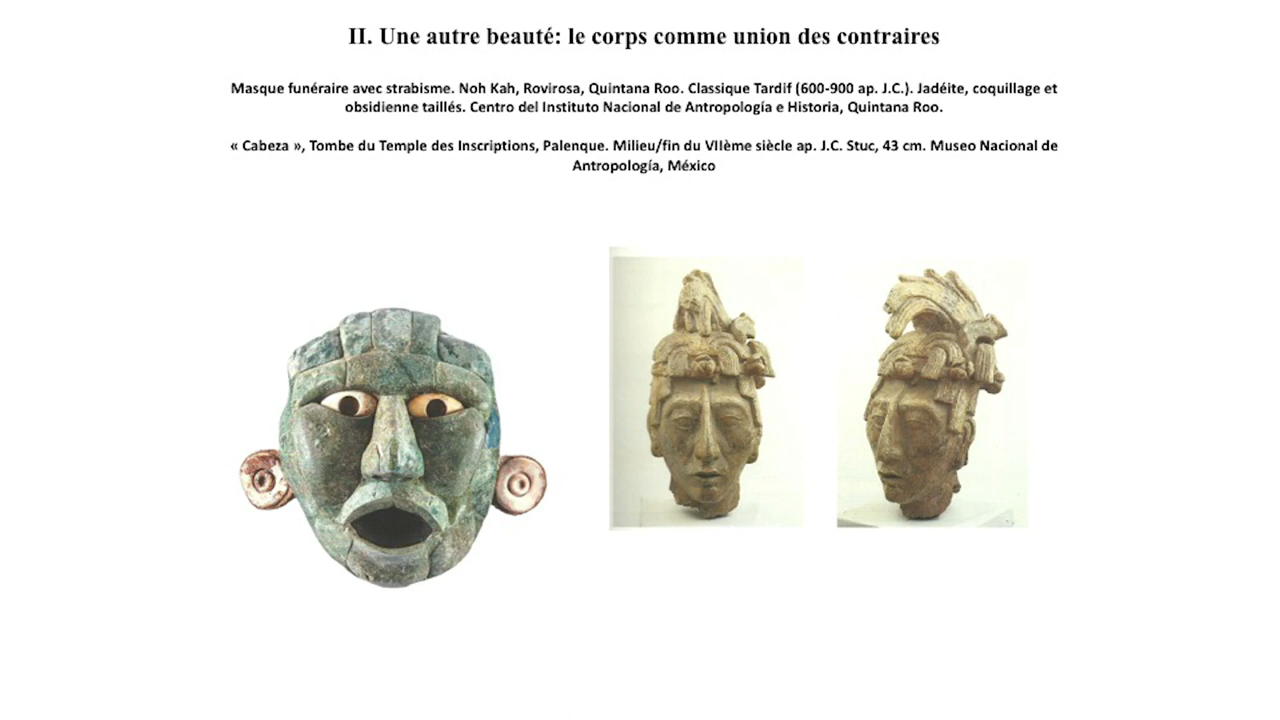 II. Une autre beauté: le corps comme union des contraires
Masque funéraire avec strabisme. Noh Kah, Rovirosa, Quintana Roo. Classique Tardif (600-900 ap. J.C.). Jadéite, coquillage et
obsidienne taillés. Centro del Instituto Nacional de Antropología e Historia, Quintana Roo.
« Cabeza », Tombe du Temple des Inscriptions, Palenque. Milieu/fin du VIIème siècle ap. J.C. Stuc, 43 cm. Museo Nacional de
Antropología, México